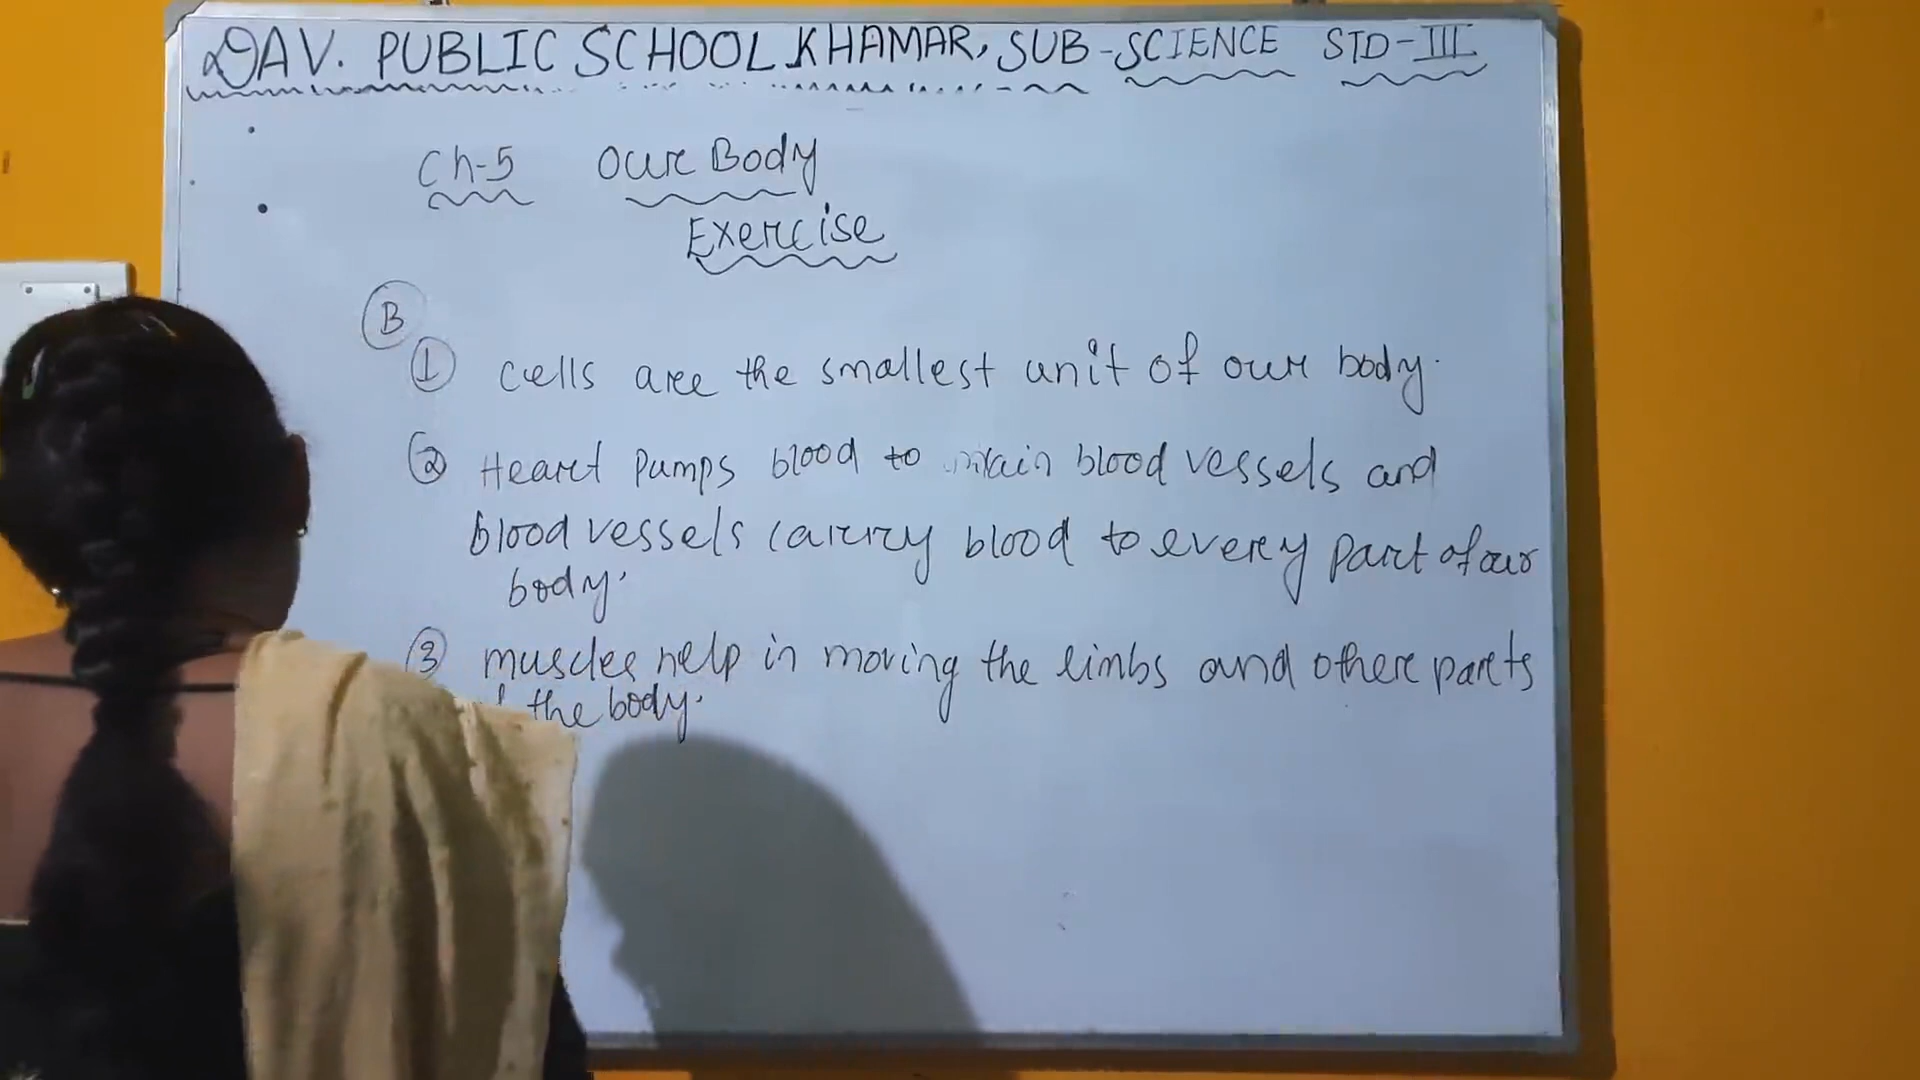 DAV. PUBLIC SCHOOL KHAMAR, SUB-SCIENCE STD-III
Ch-5 Our Body
Exercise
B
1 cells are the smallest unit of our body.
2 Heart pumps blood to main blood vessels and
blood vessels carry blood to every part of our
body.
3 muscles help in moving the limbs and other parts
the body.